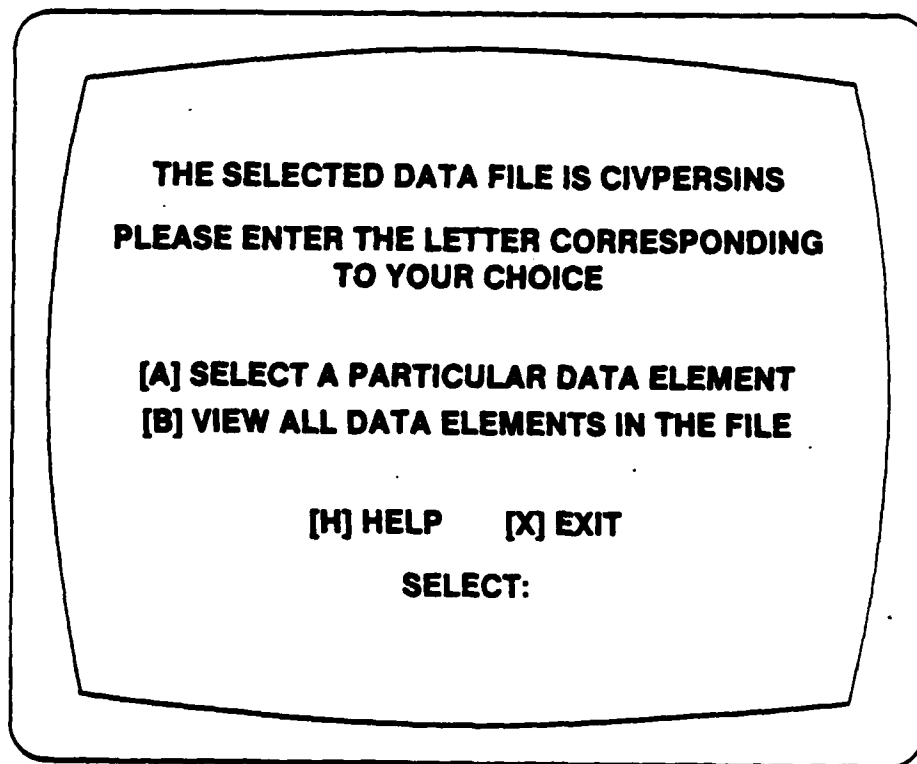 THE SELECTED DATA FILE IS CIVPERSINS
PLEASE ENTER THE LETTER CORRESPONDING
TO YOUR CHOICE
[A] SELECT A PARTICULAR DATA ELEMENT
[B] VIEW ALL DATA ELEMENTS IN THE FILE
[H] HELP [X] EXIT
SELECT: